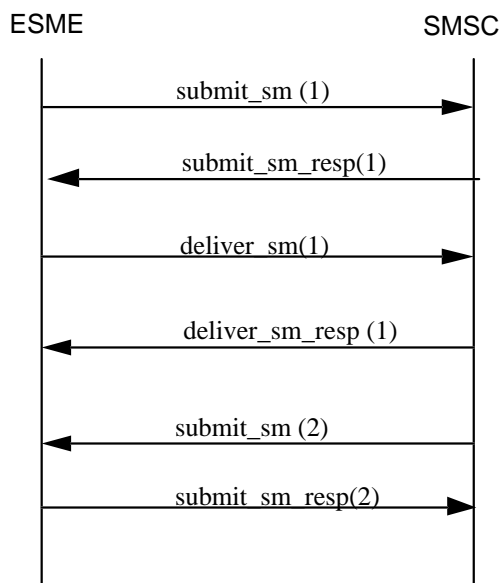 ESME
SMSC
submit_sm (1)
submit_sm_resp(1)
deliver_sm(1)
deliver_sm_resp (1)
submit_sm (2)
submit_sm_resp(2)